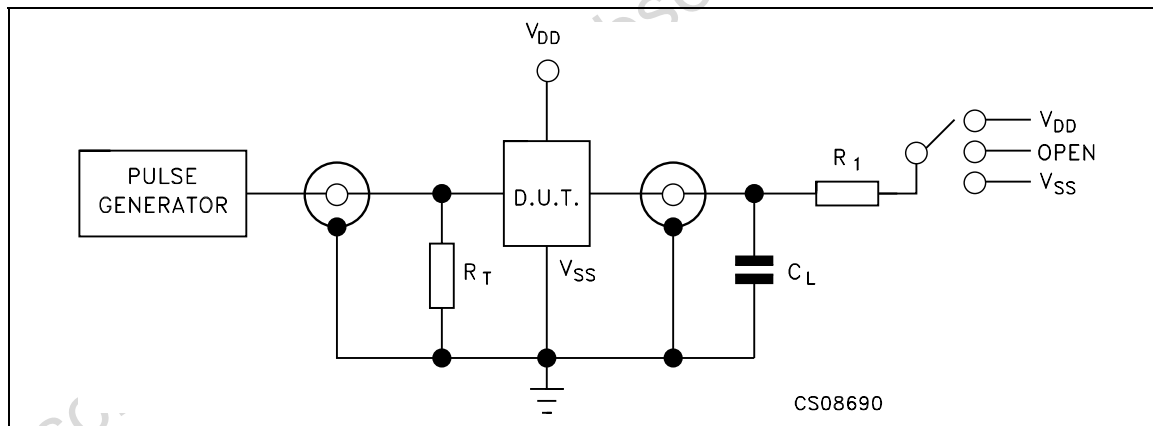 V_DD
PULSE
GENERATOR
D.U.T.
R_T
V_SS
C_L
R_1
V_DD
OPEN
V_SS
CS08690